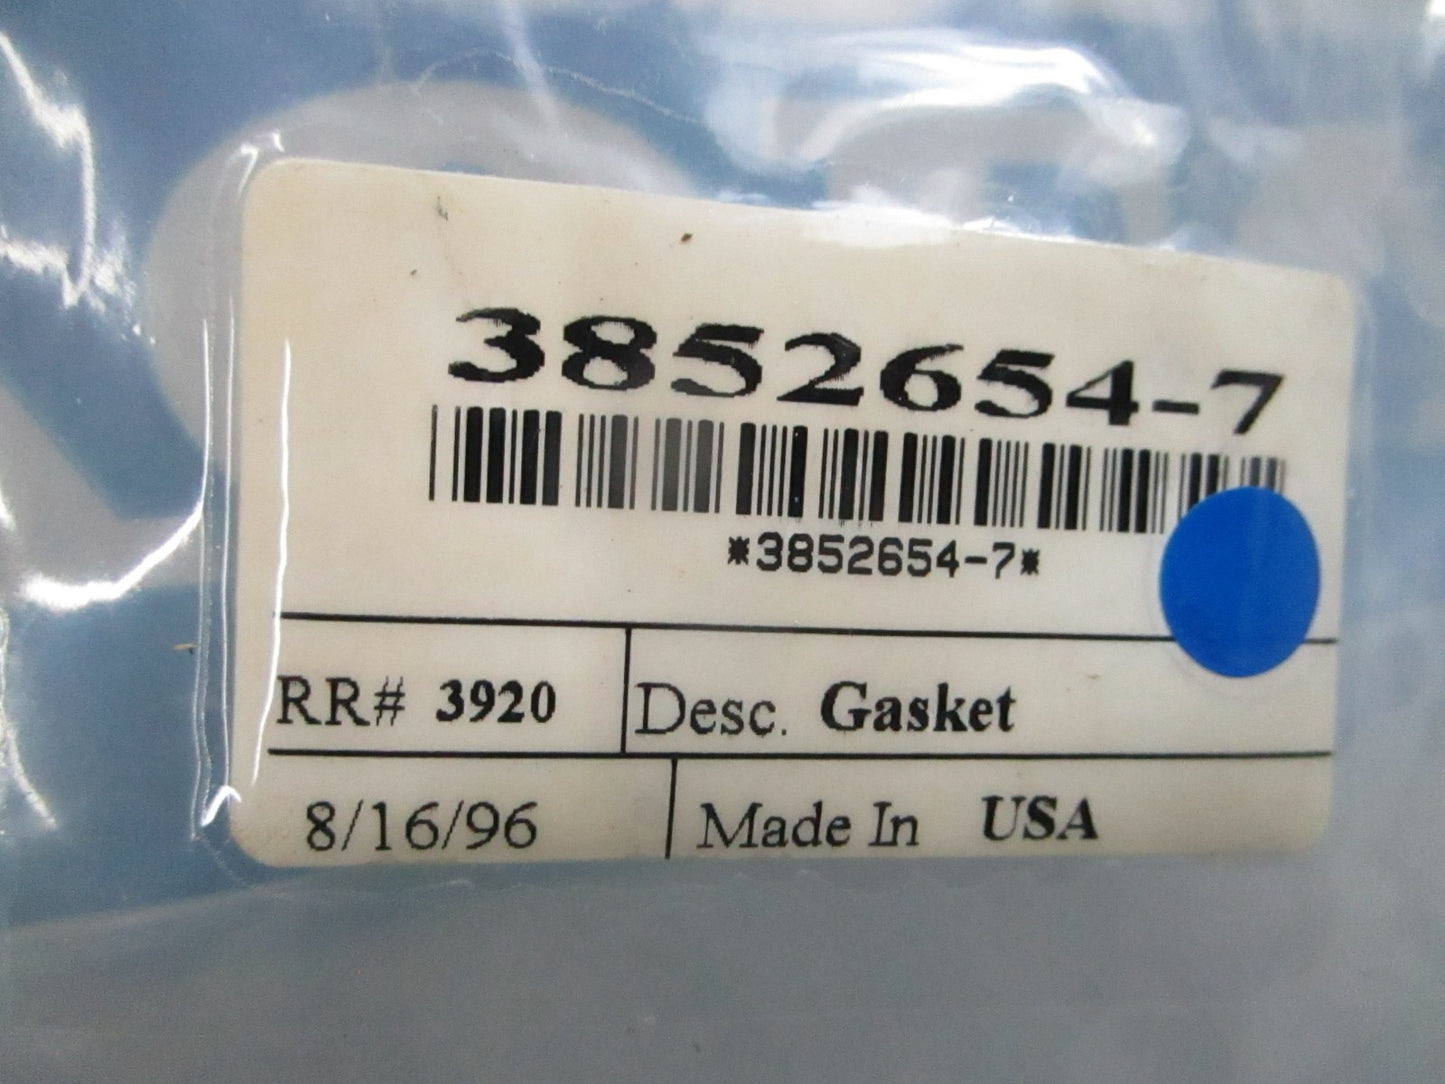 3852654-7
*3852654-7*
RR# 3920 Desc. Gasket
8/16/96 Made In USA